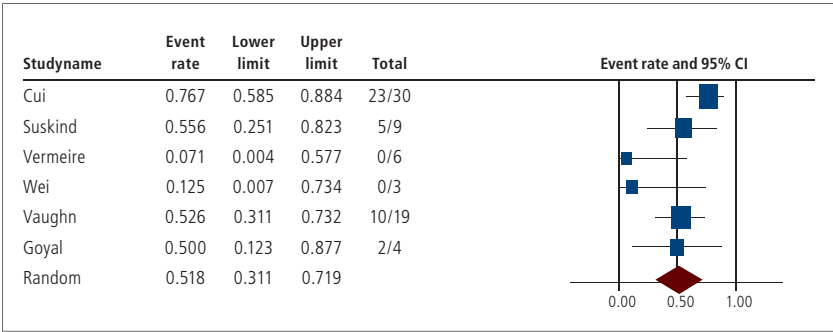 Studyname Event rate Lower limit Upper limit Total Event rate and 95% CI
Cui 0.767 0.585 0.884 23/30
Suskind 0.556 0.251 0.823 5/9
Vermeire 0.071 0.004 0.577 0/6
Wei 0.125 0.007 0.734 0/3
Vaughn 0.526 0.311 0.732 10/19
Goyal 0.500 0.123 0.877 2/4
Random 0.518 0.311 0.719
0.00 0.50 1.00